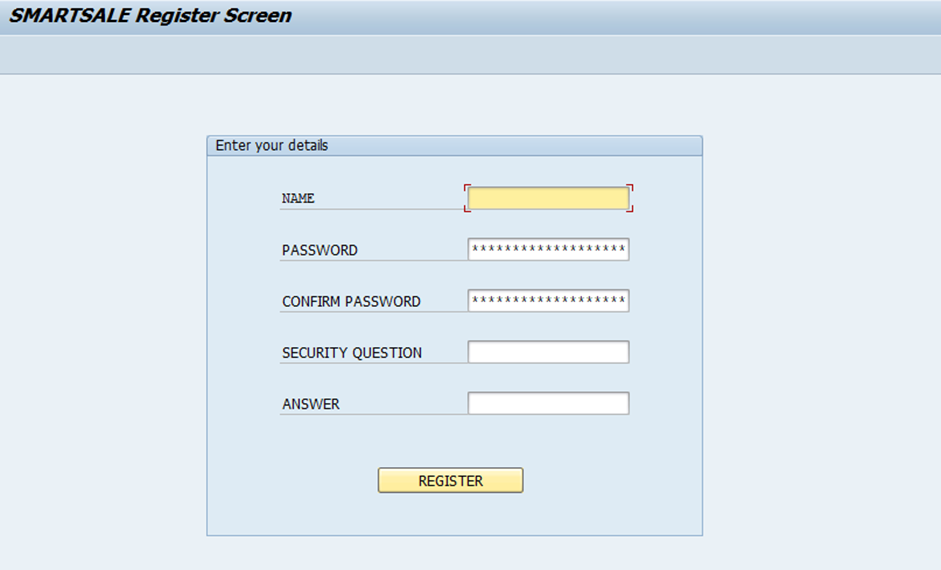 SMARTSALE Register Screen
Enter your details
NAME
PASSWORD *******************
CONFIRM PASSWORD *******************
SECURITY QUESTION
ANSWER
REGISTER